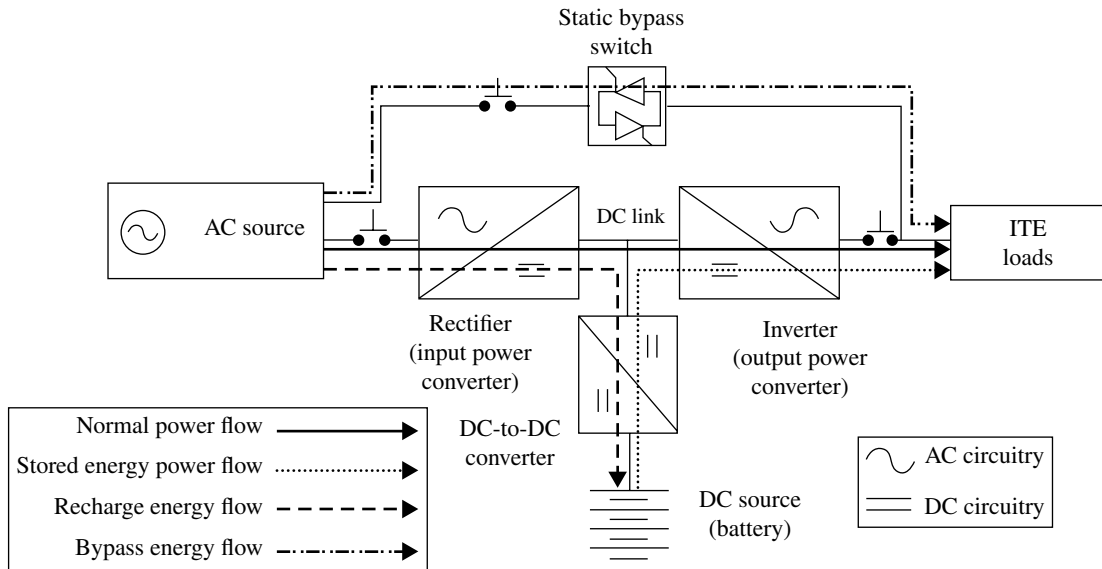 Static bypass
switch
AC source
DC link
ITE
loads
Rectifier
(input power
converter)
Inverter
(output power
converter)
DC-to-DC
converter
DC source
(battery)
Normal power flow
Stored energy power flow
Recharge energy flow
Bypass energy flow
AC circuitry
DC circuitry